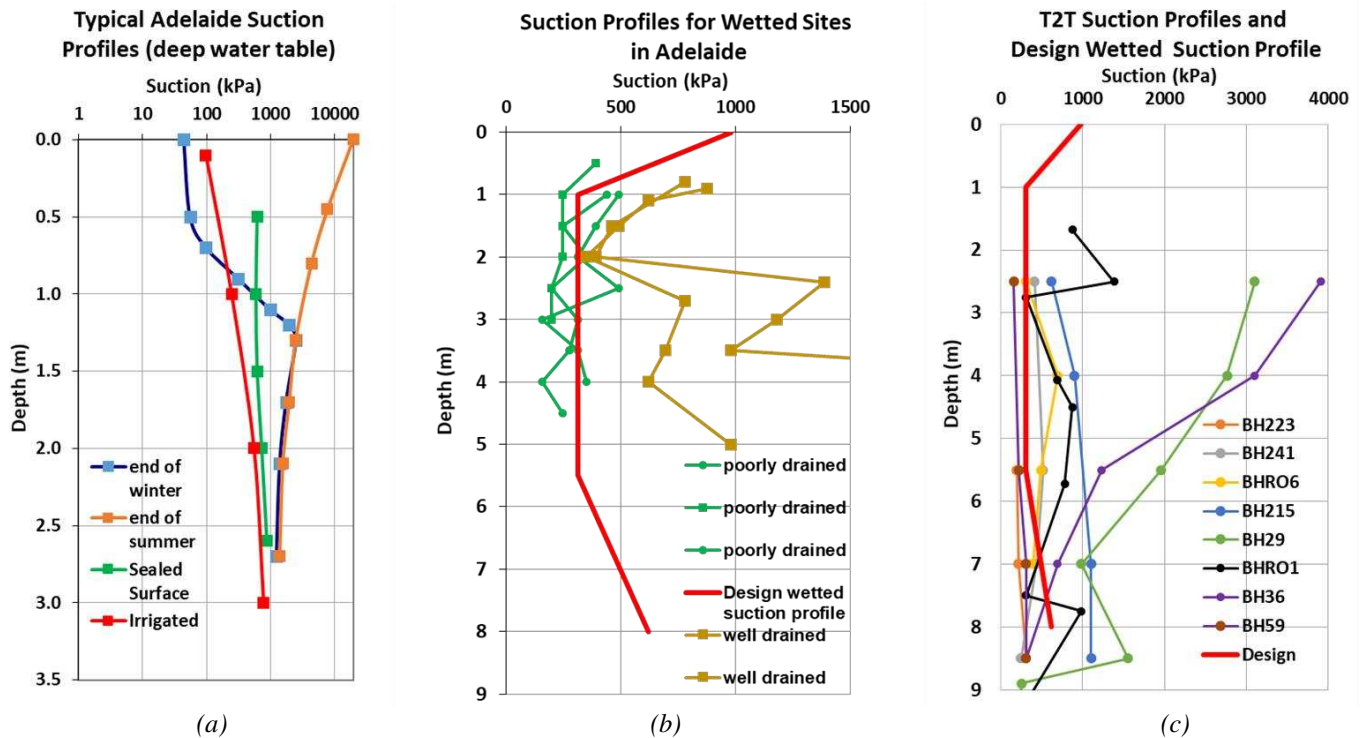 Typical Adelaide Suction
Profiles (deep water table)
Suction (kPa)
1 10 100 1000 10000
0.0
0.5
1.0
1.5
2.0
2.5
3.0
3.5
Depth (m)
end of
winter
end of
summer
Sealed
Surface
Irrigated
(a)
Suction Profiles for Wetted Sites
in Adelaide
Suction (kPa)
0 500 1000 1500
0
1
2
3
4
5
6
7
8
9
Depth (m)
poorly drained
poorly drained
poorly drained
Design wetted
suction profile
well drained
well drained
(b)
T2T Suction Profiles and
Design Wetted Suction Profile
Suction (kPa)
0 1000 2000 3000 4000
0
1
2
3
4
5
6
7
8
9
Depth (m)
BH223
BH241
BHRO6
BH215
BH29
BHRO1
BH36
BH59
Design
(c)